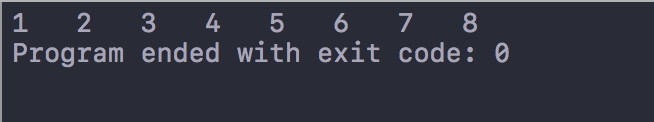 1   2   3   4   5   6   7   8
Program ended with exit code: 0